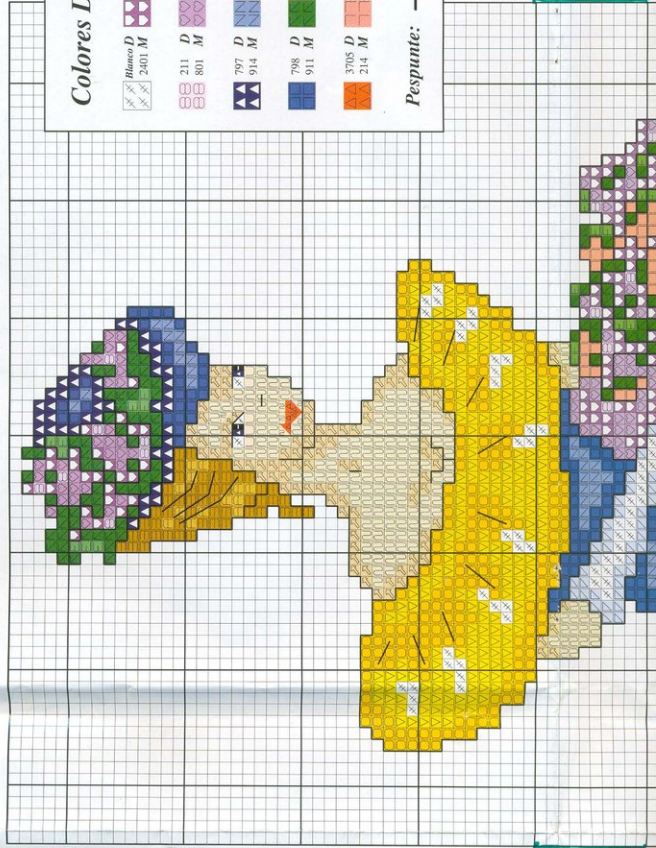 Colores D
Blanco D
2401 M
211 D
801 M
797 D
914 M
798 D
911 M
3705 D
214 M
Pespunte: